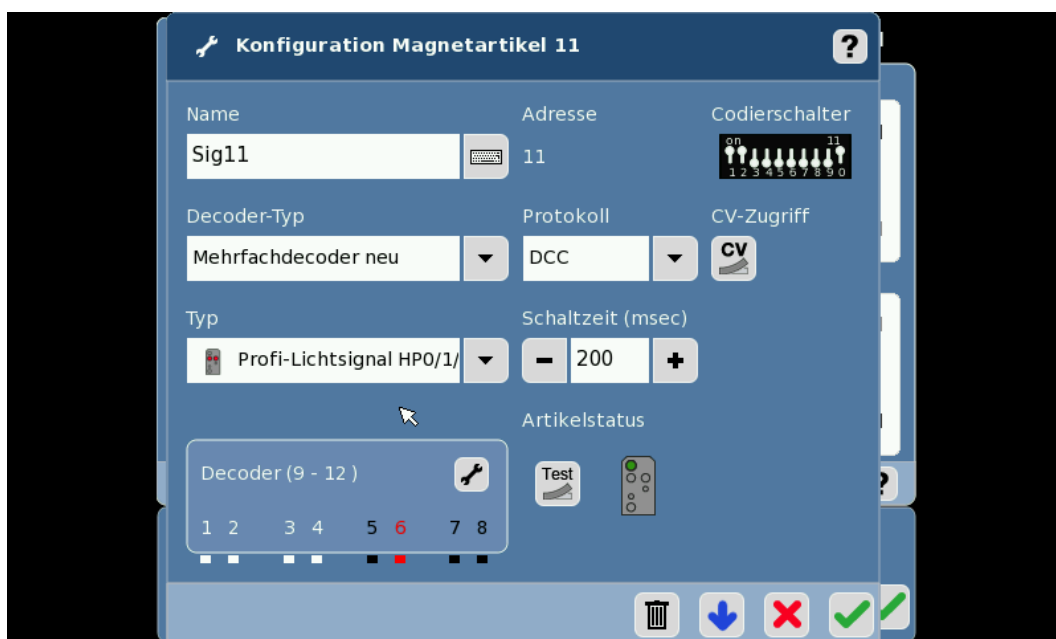 Konfiguration Magnetartikel 11
?
Name
Adresse
Codierschalter
Sig11
11
on 11
1 2 3 4 5 6 7 8 9 0
Decoder-Typ
Protokoll
CV-Zugriff
Mehrfachdecoder neu
DCC
CV
Typ
Schaltzeit (msec)
Profi-Lichtsignal HP0/1/
200
Artikelstatus
Decoder (9 - 12 )
Test
?
1 2 3 4 5 6 7 8